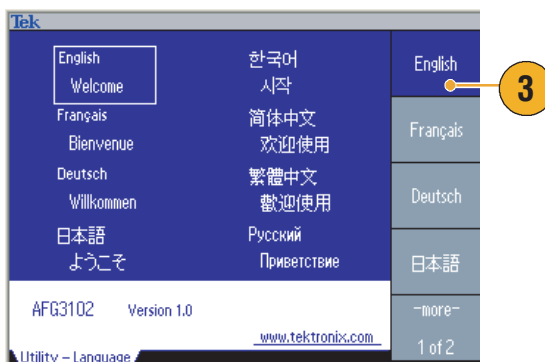 Tek
English
Welcome
Français
Bienvenue
Deutsch
Willkommen
日本語
ようこそ
한국어
시작
简体中文
欢迎使用
繁體中文
歡迎使用
Русский
Приветствие
AFG3102 Version 1.0
www.tektronix.com
Utility – Language
English
Français
Deutsch
日本語
-more-
1 of 2
3